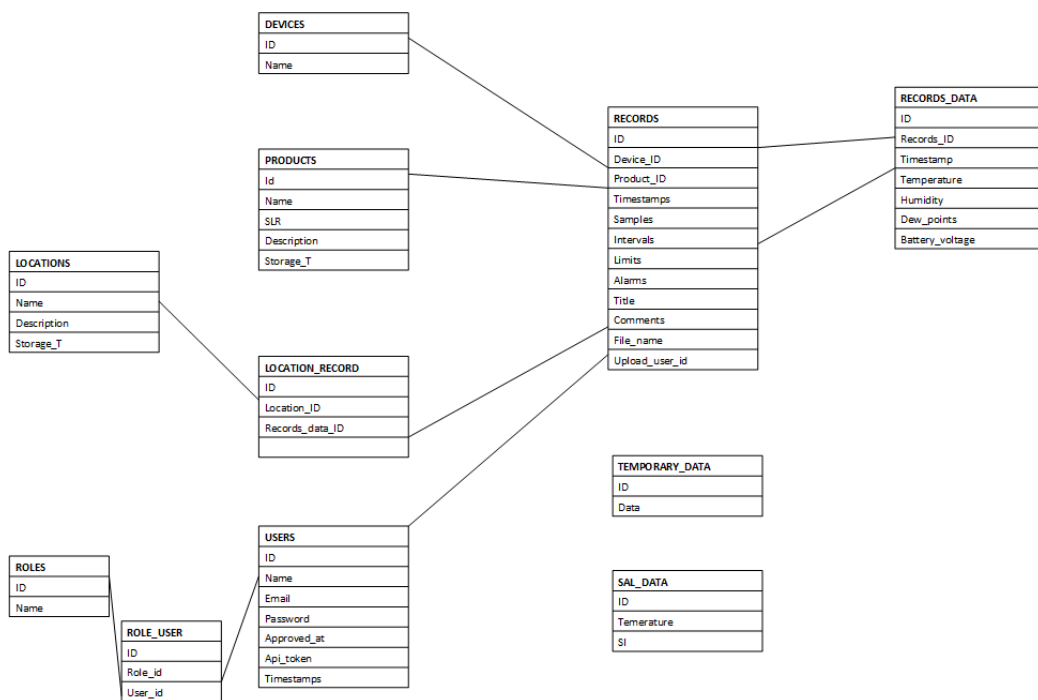 DEVICES
ID
Name
PRODUCTS
Id
Name
SLR
Description
Storage_T
LOCATIONS
ID
Name
Description
Storage_T
LOCATION_RECORD
ID
Location_ID
Records_data_ID
RECORDS
ID
Device_ID
Product_ID
Timestamps
Samples
Intervals
Limits
Alarms
Title
Comments
File_name
Upload_user_id
RECORDS_DATA
ID
Records_ID
Timestamp
Temperature
Humidity
Dew_points
Battery_voltage
TEMPORARY_DATA
ID
Data
USERS
ID
Name
Email
Password
Approved_at
Api_token
Timestamps
ROLES
ID
Name
ROLE_USER
ID
Role_id
User_id
SAL_DATA
ID
Temerature
SI